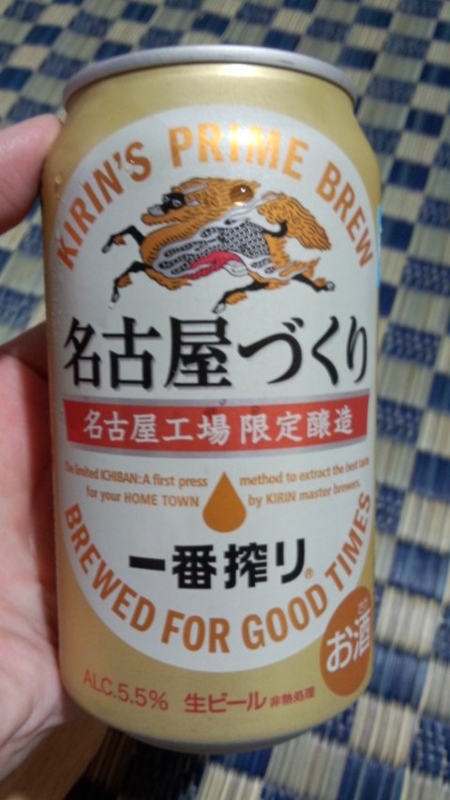 KIRIN'S PRIME BREW
名古屋づくり
名古屋工場限定醸造
The limited ICHIBAN: A first press method to extract the best taste
for your HOME TOWN by KIRIN master brewers.
一番搾り®
BREWED FOR GOOD TIMES
お酒
ALC.5.5% 生ビール 非熱処理